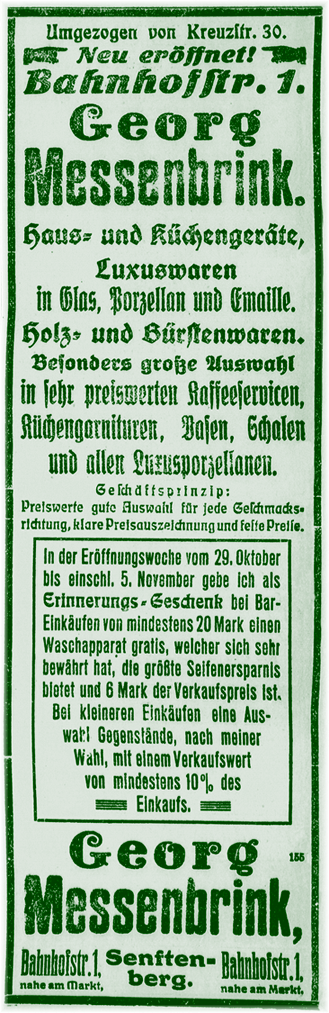 Umgezogen von Kreuzstr. 30.
Neu eröffnet!
Bahnhofstr. 1.
Georg
Messenbrink.
Haus- und Küchengeräte,
Luxuswaren
in Glas, Porzellan und Emaille.
Holz- und Bürstenwaren.
Besonders große Auswahl
in sehr preiswerten Kaffeeservicen,
Küchengarnituren, Vasen, Schalen
und allen Luxusporzellanen.
Geschäftsprinzip:
Preiswerte gute Auswahl für jede Geschmacks-
richtung, klare Preisauszeichnung und feste Preise.
In der Eröffnungswoche vom 29. Oktober
bis einschl. 5. November gebe ich als
Erinnerungs-Geschenk bei Bar-
Einkäufen von mindestens 20 Mark einen
Waschapparat gratis, welcher sich sehr
bewährt hat, die größte Seifenersparnis
bietet und 6 Mark der Verkaufspreis ist.
Bei kleineren Einkäufen eine Aus-
wahl Gegenstände, nach meiner
Wahl, mit einem Verkaufswert
von mindestens 10% des
Einkaufs.
Georg 155
Messenbrink,
Bahnhofstr. 1, Senften- Bahnhofstr. 1,
nahe am Markt, berg. nahe am Markt.